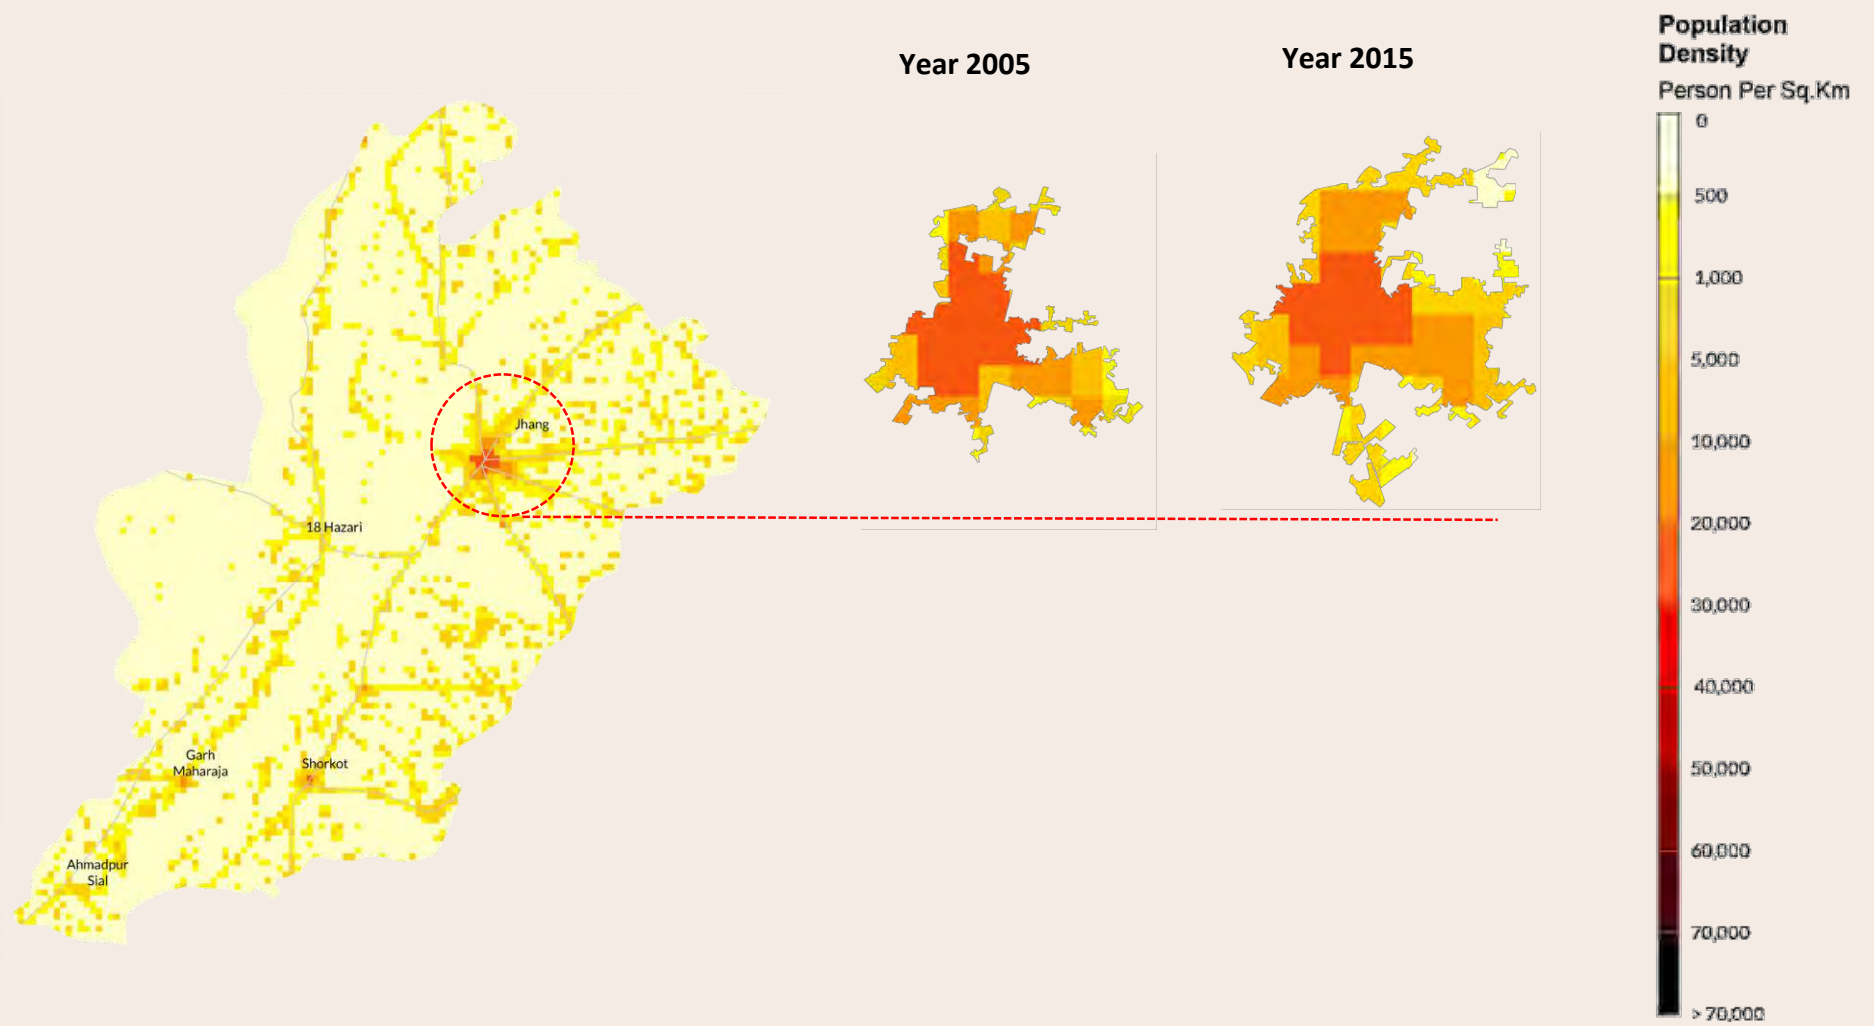 Year 2005
Year 2015
Population
Density
Person Per Sq.Km
0
500
1,000
5,000
10,000
20,000
30,000
40,000
50,000
60,000
70,000
> 70,000
Jhang
18 Hazari
Garh
Maharaja
Shorkot
Ahmadpur
Sial